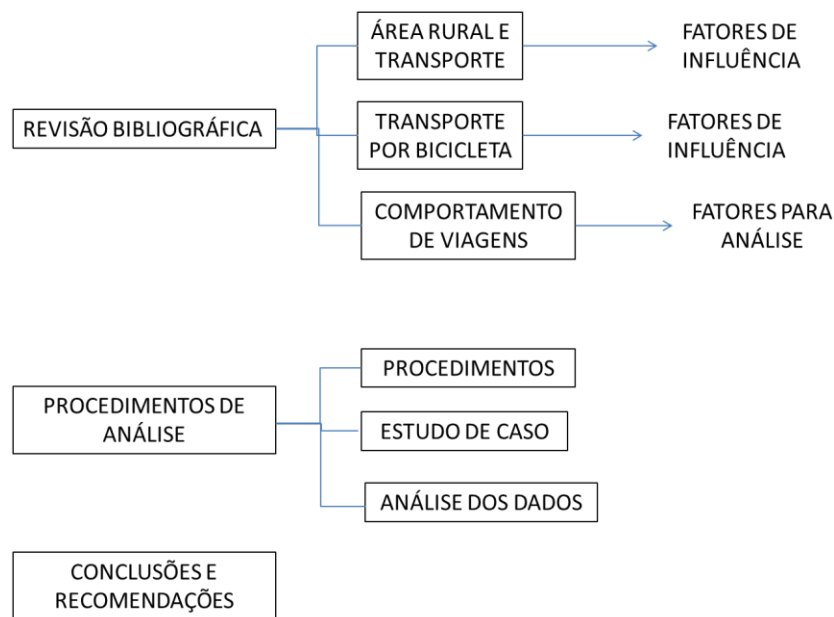 ÁREA RURAL E
TRANSPORTE
FATORES DE
INFLUÊNCIA
REVISÃO BIBLIOGRÁFICA
TRANSPORTE
POR BICICLETA
FATORES DE
INFLUÊNCIA
COMPORTAMENTO
DE VIAGENS
FATORES PARA
ANÁLISE
PROCEDIMENTOS DE
ANÁLISE
PROCEDIMENTOS
ESTUDO DE CASO
ANÁLISE DOS DADOS
CONCLUSÕES E
RECOMENDAÇÕES